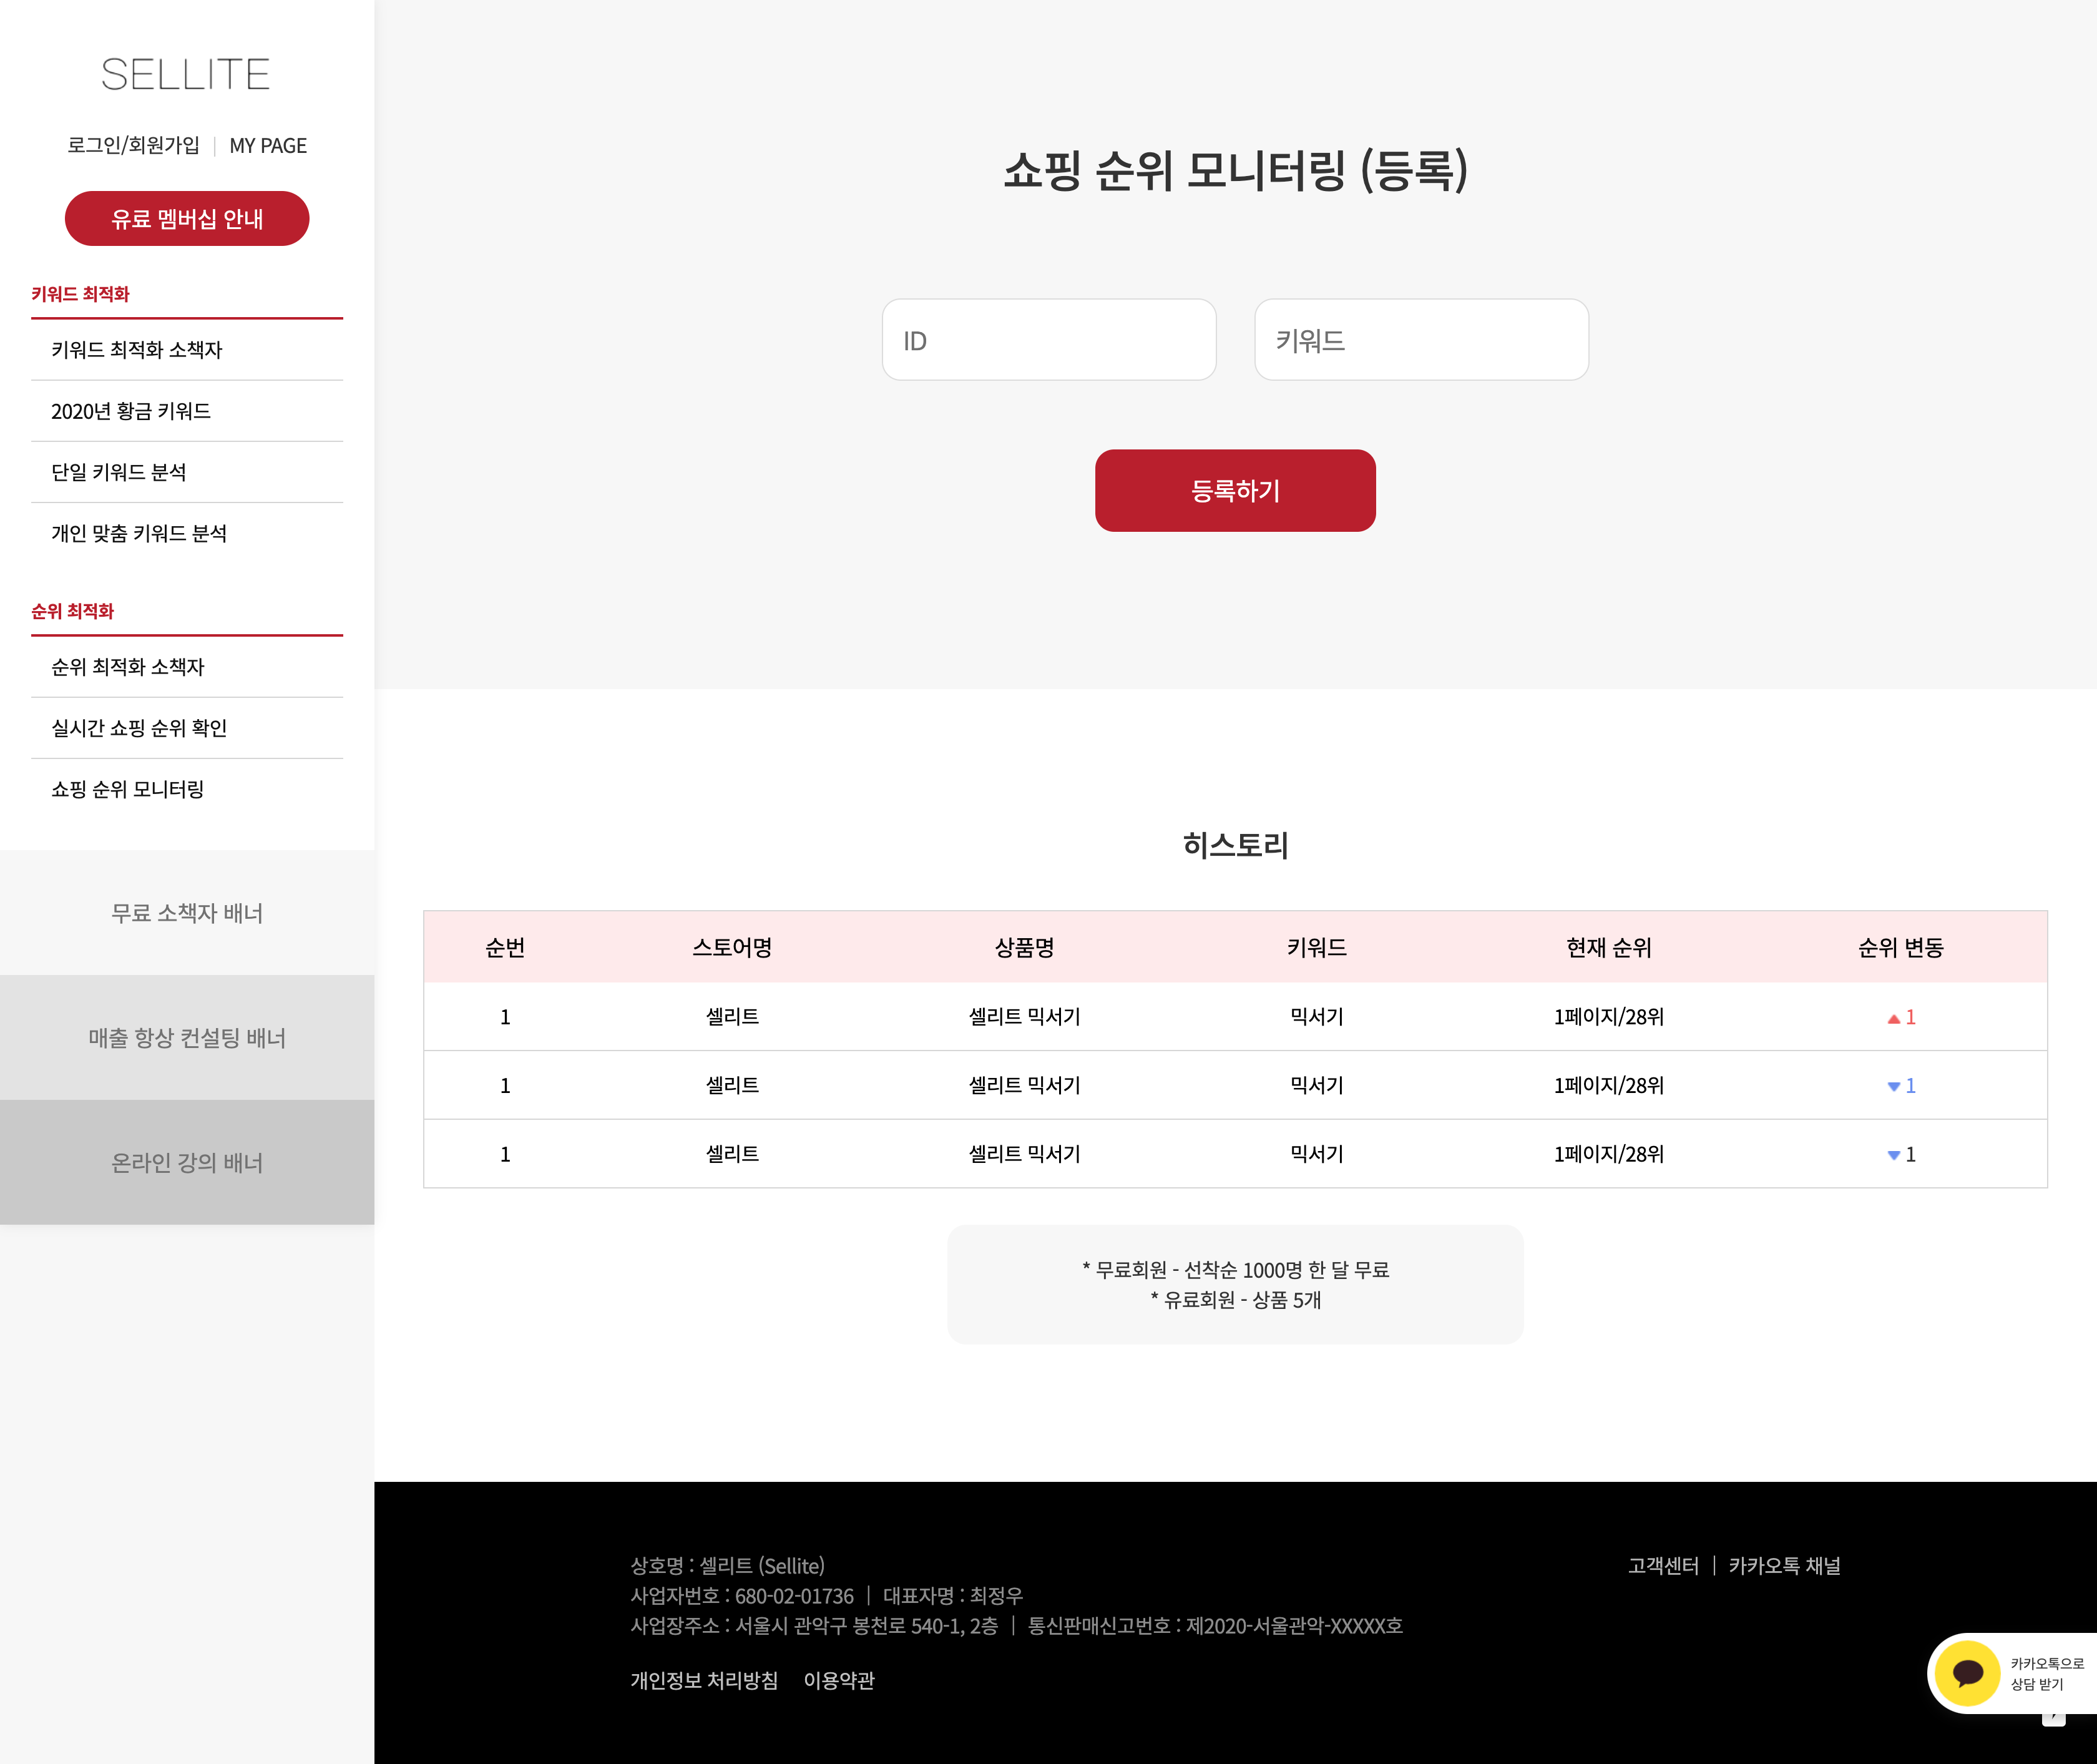 SELLITE
로그인/회원가입 | MY PAGE
유료 멤버십 안내
키워드 최적화
키워드 최적화 소책자
2020년 황금 키워드
단일 키워드 분석
개인 맞춤 키워드 분석
순위 최적화
순위 최적화 소책자
실시간 쇼핑 순위 확인
쇼핑 순위 모니터링
무료 소책자 배너
매출 항상 컨설팅 배너
온라인 강의 배너
쇼핑 순위 모니터링 (등록)
ID 키워드
등록하기
히스토리
순번 스토어명 상품명 키워드 현재 순위 순위 변동
1 셀리트 셀리트 믹서기 믹서기 1페이지/28위 ▲ 1
1 셀리트 셀리트 믹서기 믹서기 1페이지/28위 ▼ 1
1 셀리트 셀리트 믹서기 믹서기 1페이지/28위 ▼ 1
* 무료회원 - 선착순 1000명 한 달 무료
* 유료회원 - 상품 5개
상호명 : 셀리트 (Sellite)
사업자번호 : 680-02-01736 | 대표자명 : 최정우
사업장주소 : 서울시 관악구 봉천로 540-1, 2층 | 통신판매신고번호 : 제2020-서울관악-XXXXX호
개인정보 처리방침 이용약관
고객센터 | 카카오톡 채널
카카오톡으로
상담 받기